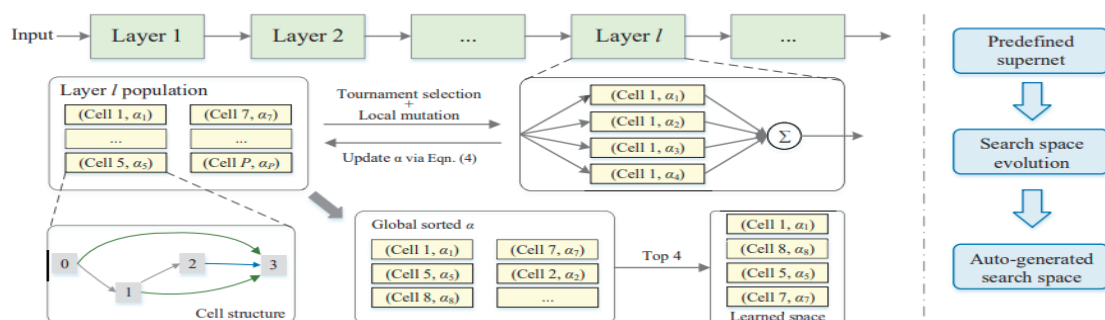 Input
Layer 1
Layer 2
...
Layer l
...
Layer l population
(Cell 1, α₁)
(Cell 7, α₇)
...
...
(Cell 5, α₅)
(Cell P, α_P)
Tournament selection
+
Local mutation
Update α via Eqn. (4)
(Cell 1, α₁)
(Cell 1, α₂)
(Cell 1, α₃)
(Cell 1, α₄)
Σ
0
1
2
3
Cell structure
Global sorted α
(Cell 1, α₁)
(Cell 7, α₇)
(Cell 5, α₅)
(Cell 2, α₂)
(Cell 8, α₈)
...
Top 4
(Cell 1, α₁)
(Cell 8, α₈)
(Cell 5, α₅)
(Cell 7, α₇)
Learned space
Predefined
supernet
Search space
evolution
Auto-generated
search space